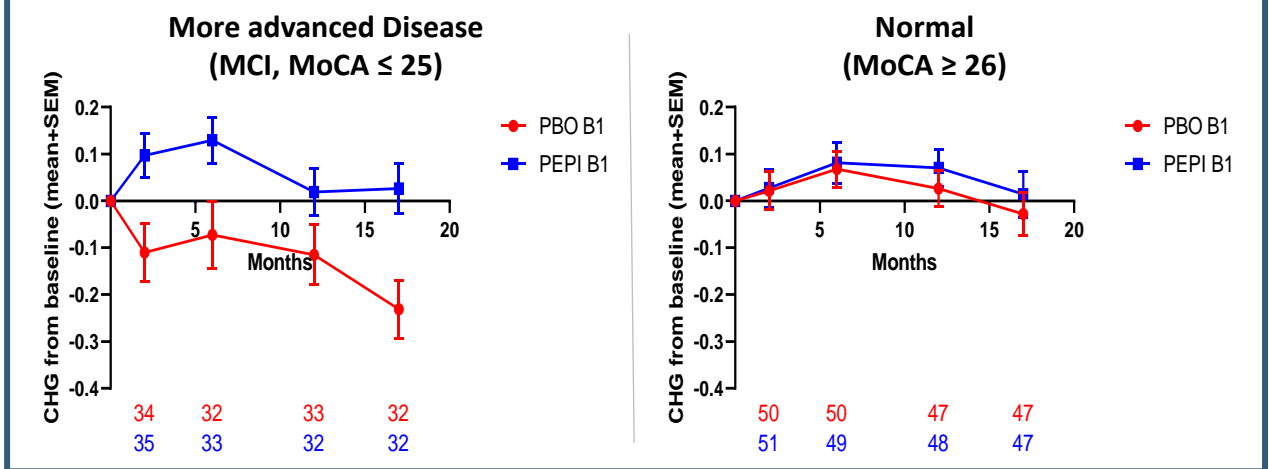 More advanced Disease
(MCI, MoCA ≤ 25)
CHG from baseline (mean+SEM)
0.2
0.1
0.0
-0.1
-0.2
-0.3
-0.4
5
10
15
20
Months
PBO B1
PEPI B1
34 32 33 32
35 33 32 32
Normal
(MoCA ≥ 26)
CHG from baseline (mean+SEM)
0.2
0.1
0.0
-0.1
-0.2
-0.3
-0.4
5
10
15
20
Months
PBO B1
PEPI B1
50 50 47 47
51 49 48 47